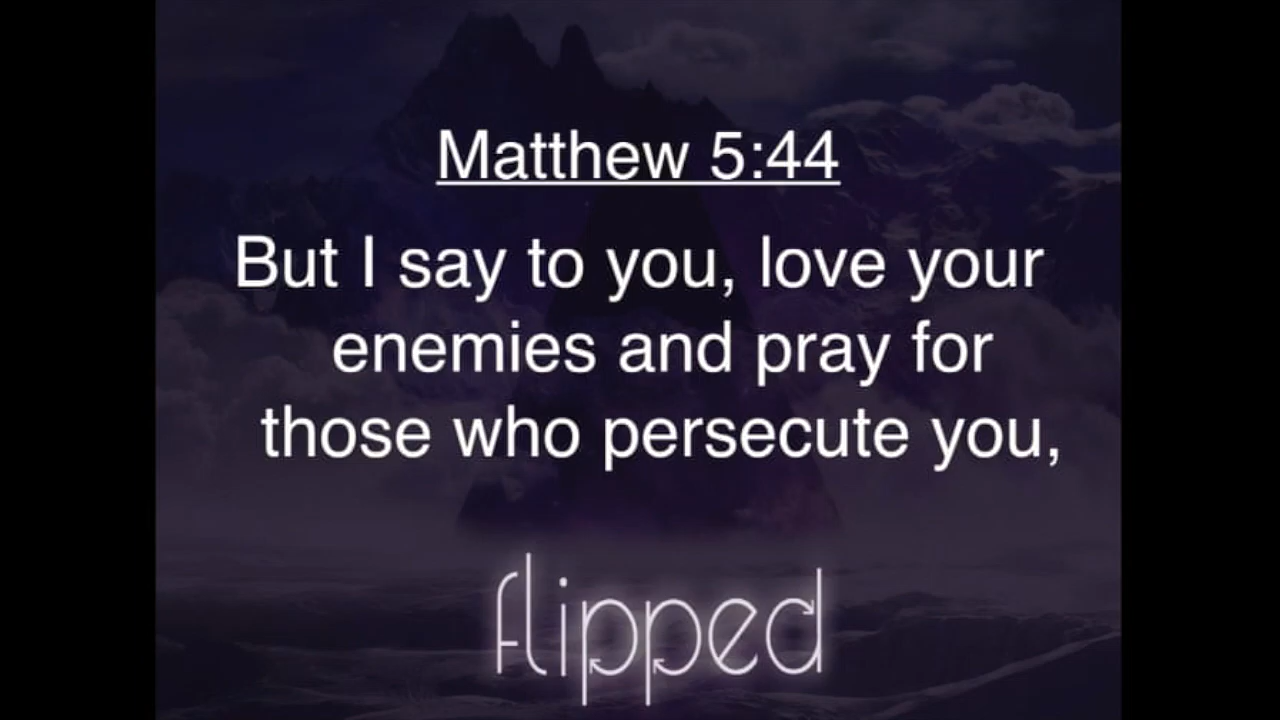 Matthew 5:44
But I say to you, love your
enemies and pray for
those who persecute you,
flipped